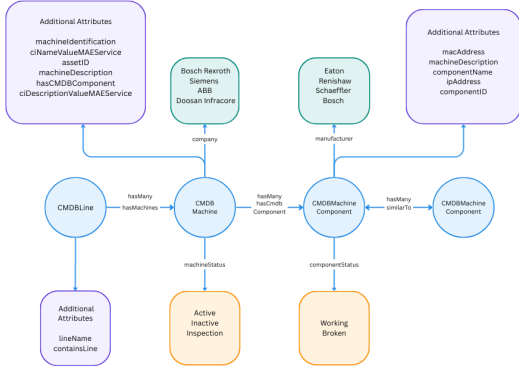 Additional Attributes
machineIdentification
ciNameValueMAEService
assetID
machineDescription
hasCMDBComponent
ciDescriptionValueMAEService
Bosch Rexroth
Siemens
ABB
Doosan Infracore
Eaton
Renishaw
Schaeffler
Bosch
Additional Attributes
macAddress
machineDescription
componentName
ipAddress
componentID
company
manufacturer
CMDBLine
hasMany
hasMachines
CMDB
Machine
hasMany
hasCmdb
Component
CMDBMachine
Component
hasMany
similarTo
CMDBMachine
Component
machineStatus
componentStatus
Additional
Attributes
lineName
containsLine
Active
Inactive
Inspection
Working
Broken